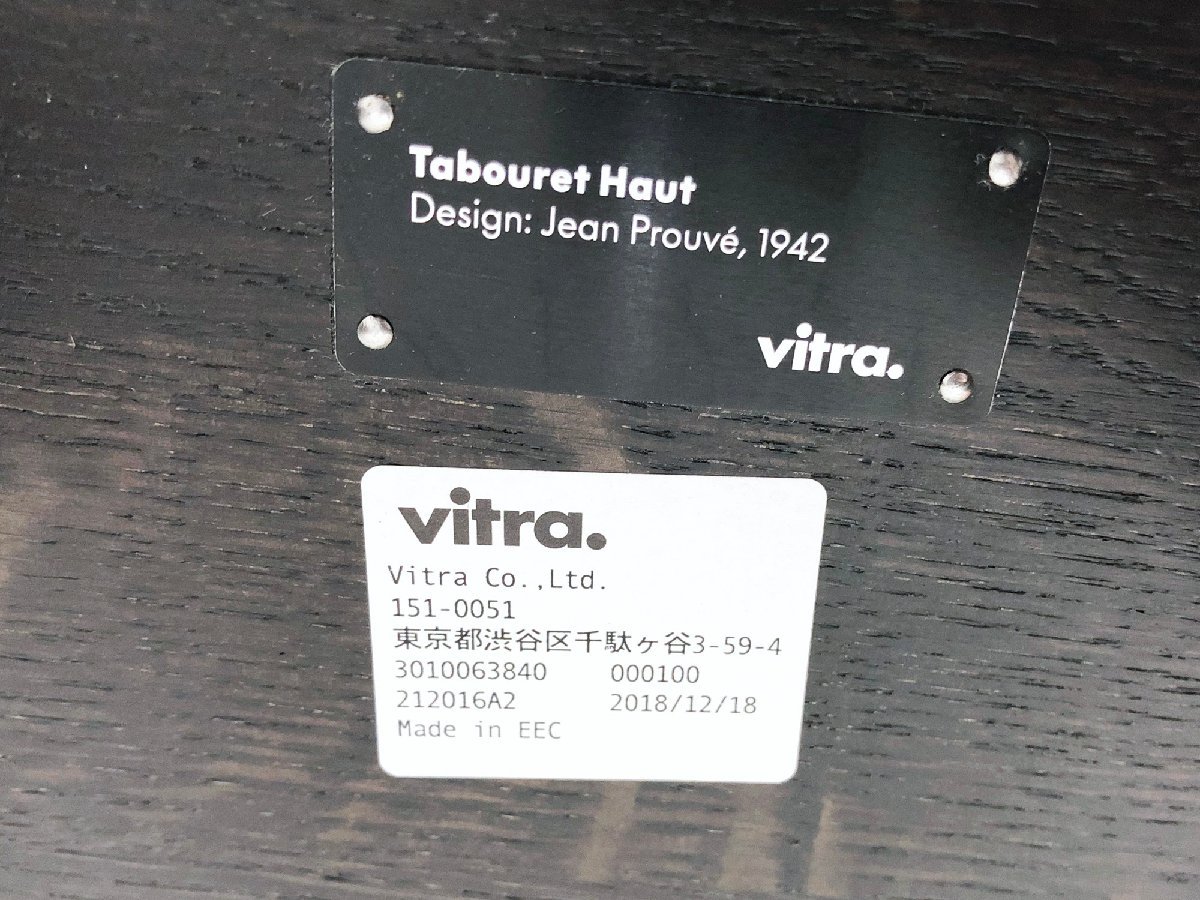 Tabouret Haut
Design: Jean Prouvé, 1942
vitra.
vitra.
Vitra Co.,Ltd.
151-0051
東京都渋谷区千駄ヶ谷3-59-4
3010063840 000100
212016A2 2018/12/18
Made in EEC